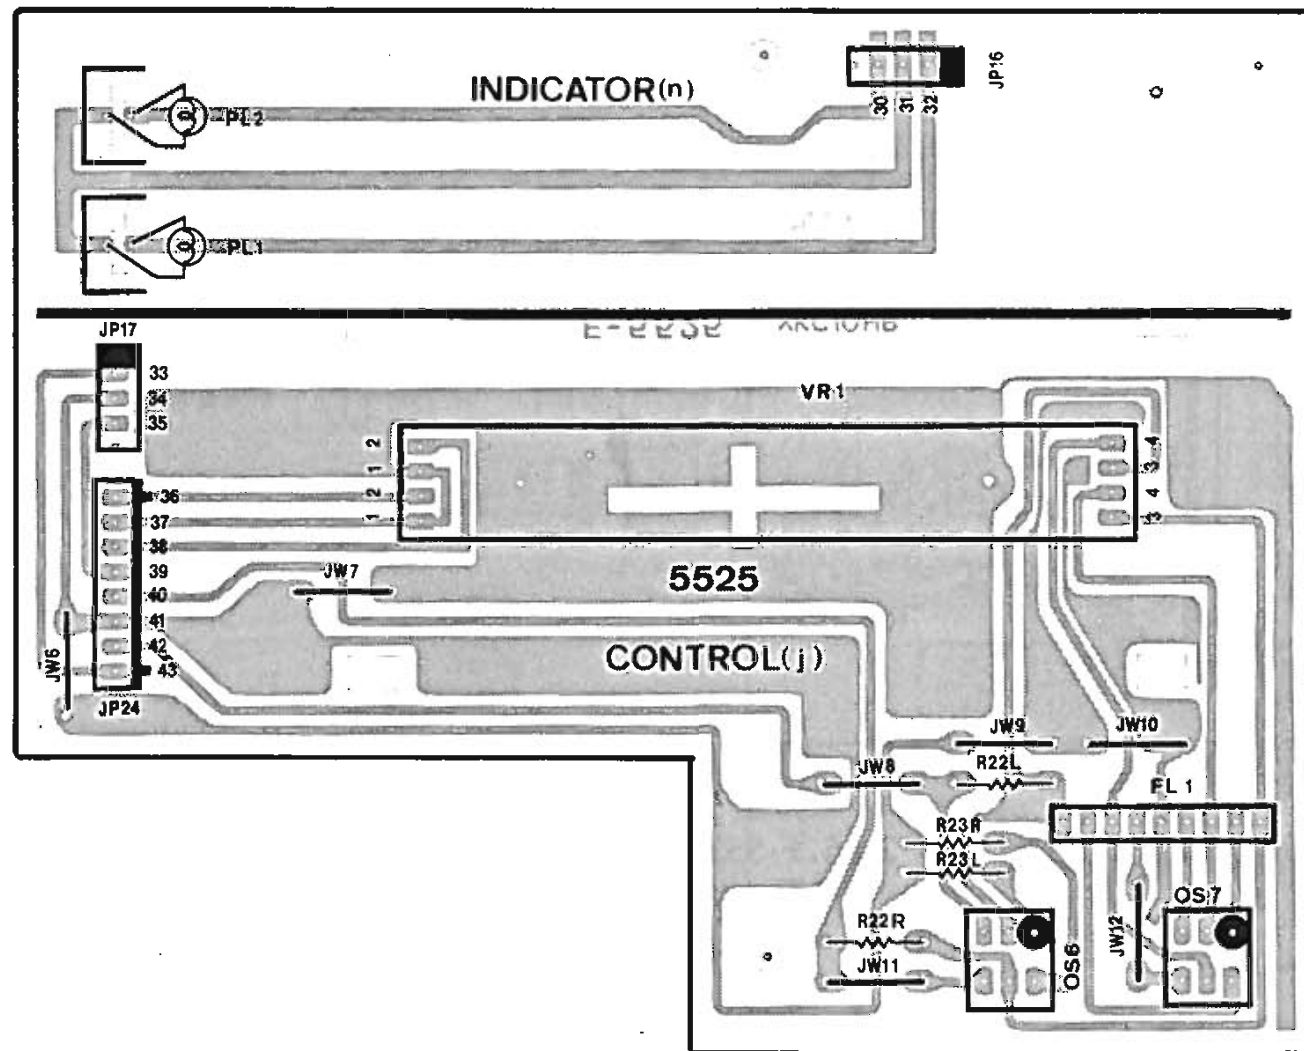 INDICATOR(n)
JP16
30
31
32
PL2
PL1
JP17
33
34
35
VR1
2
1
2
1
4
3
4
3
36
37
38
39
40
41
42
43
JW7
5525
JW6
CONTROL(j)
JP24
JW9
JW10
JW8
R22L
FL 1
R23R
R23L
R22R
JW11
OS6
JW12
OS7